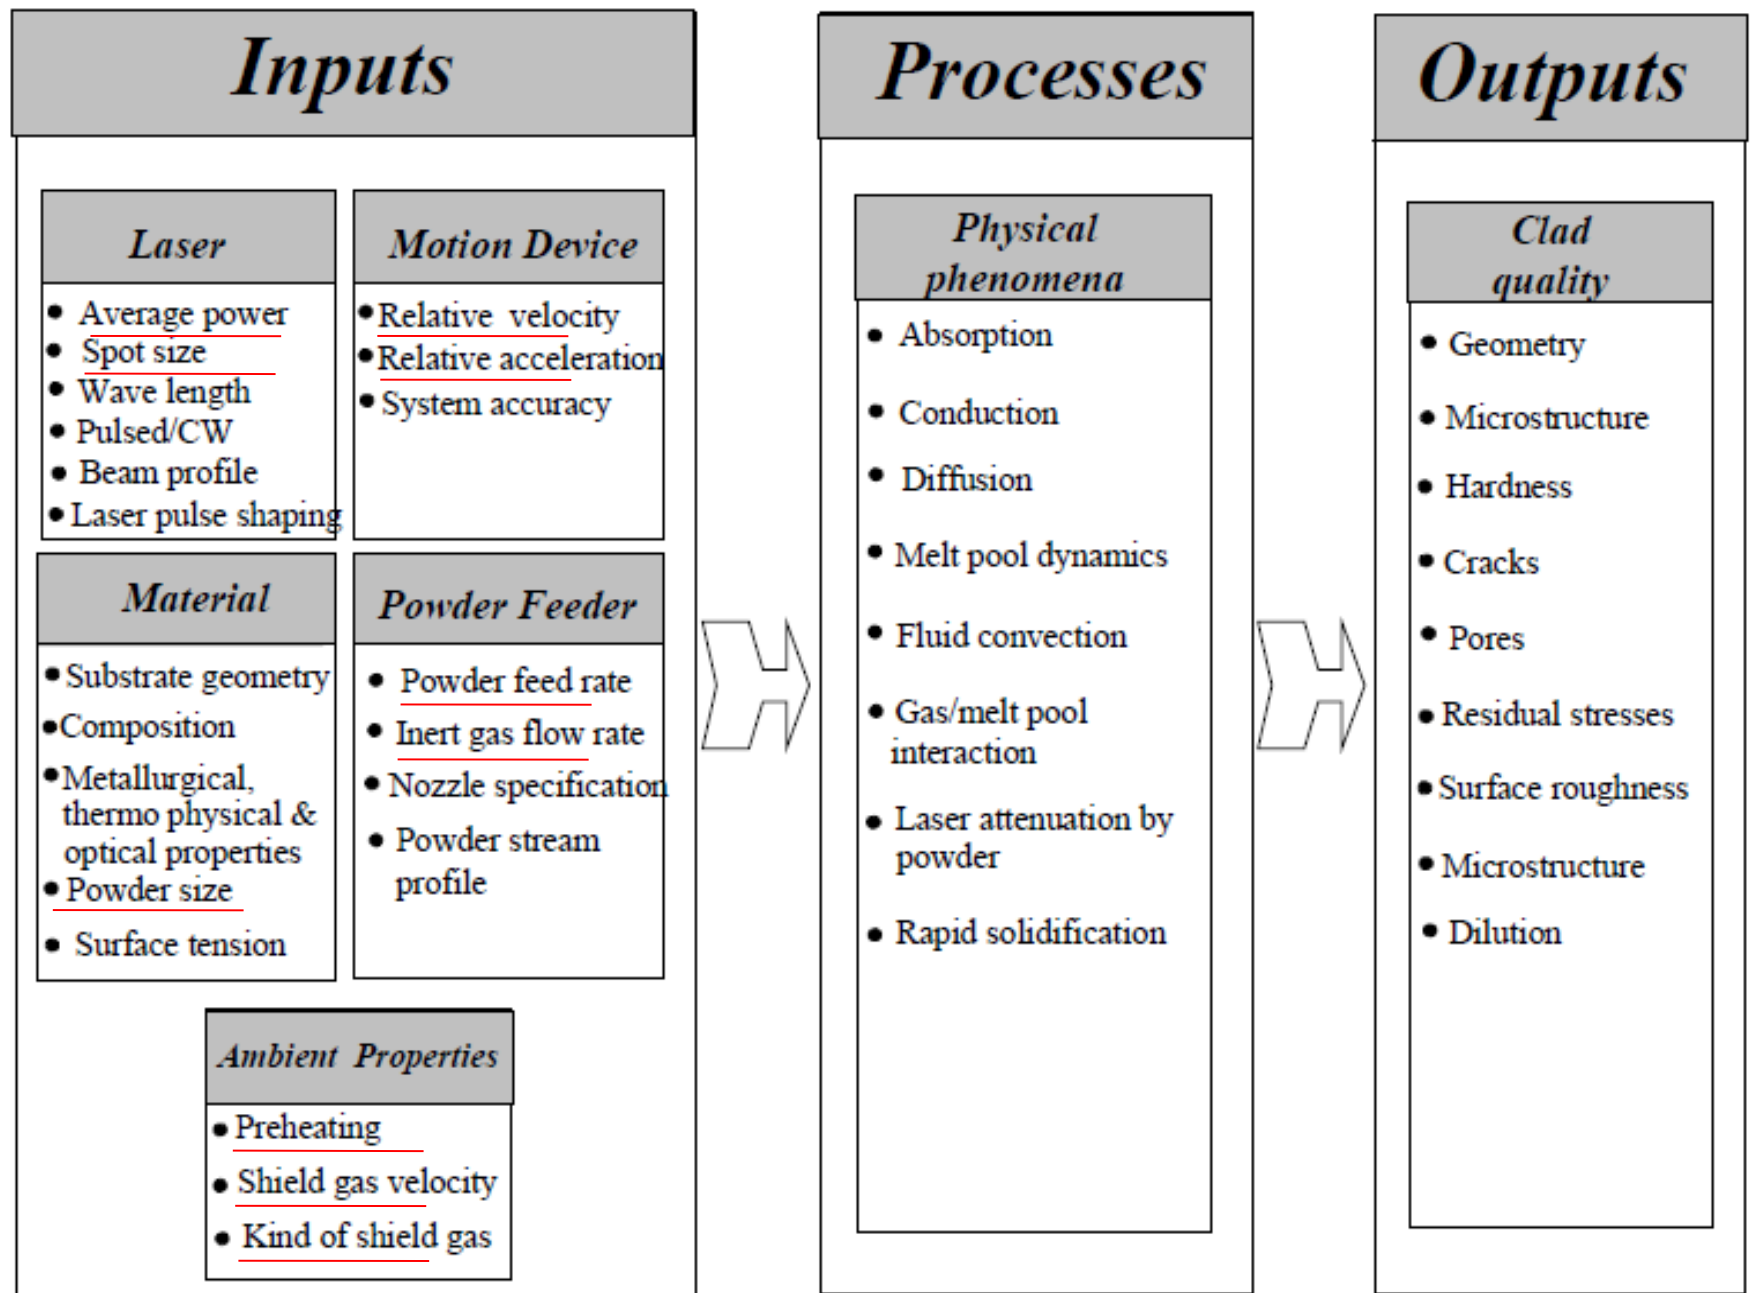 Inputs
Laser
• Average power
• Spot size
• Wave length
• Pulsed/CW
• Beam profile
• Laser pulse shaping
Motion Device
• Relative velocity
• Relative acceleration
• System accuracy
Material
• Substrate geometry
• Composition
• Metallurgical,
thermo physical &
optical properties
• Powder size
• Surface tension
Powder Feeder
• Powder feed rate
• Inert gas flow rate
• Nozzle specification
• Powder stream
profile
Ambient Properties
• Preheating
• Shield gas velocity
• Kind of shield gas
Processes
Physical
phenomena
• Absorption
• Conduction
• Diffusion
• Melt pool dynamics
• Fluid convection
• Gas/melt pool
interaction
• Laser attenuation by
powder
• Rapid solidification
Outputs
Clad
quality
• Geometry
• Microstructure
• Hardness
• Cracks
• Pores
• Residual stresses
• Surface roughness
• Microstructure
• Dilution